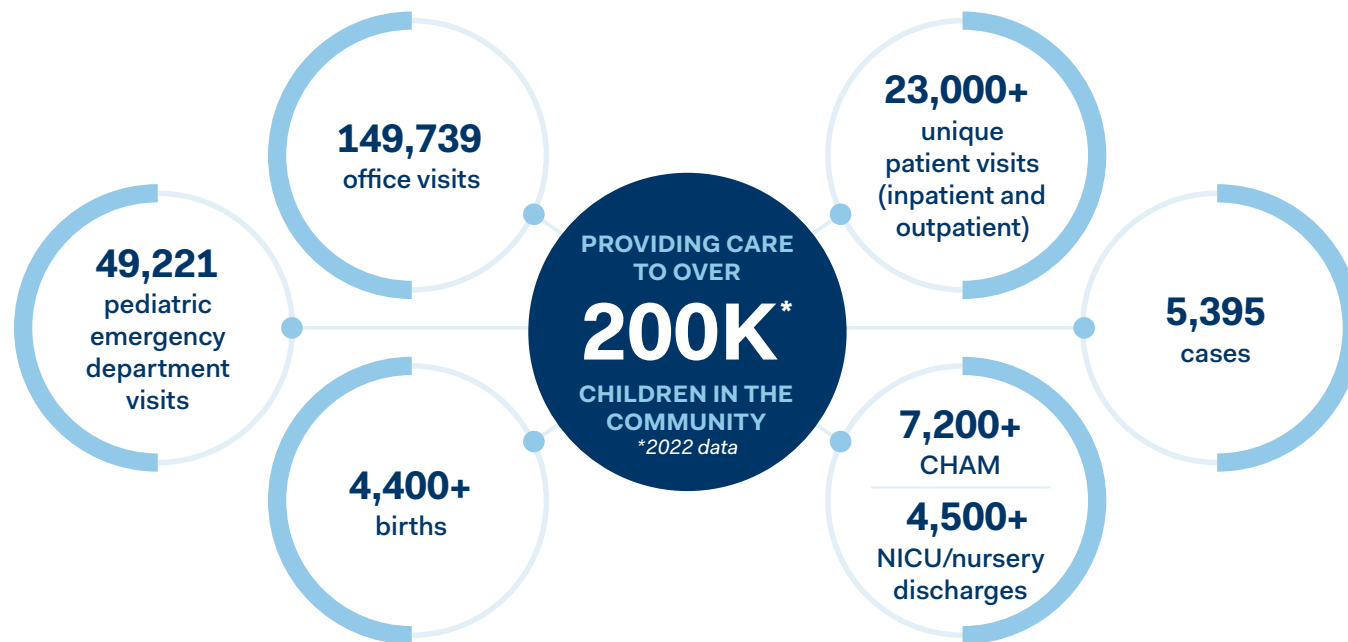 149,739
office visits
23,000+
unique
patient visits
(inpatient and
outpatient)
49,221
pediatric
emergency
department
visits
PROVIDING CARE
TO OVER
200K*
CHILDREN IN THE
COMMUNITY
*2022 data
5,395
cases
4,400+
births
7,200+
CHAM
4,500+
NICU/nursery
discharges